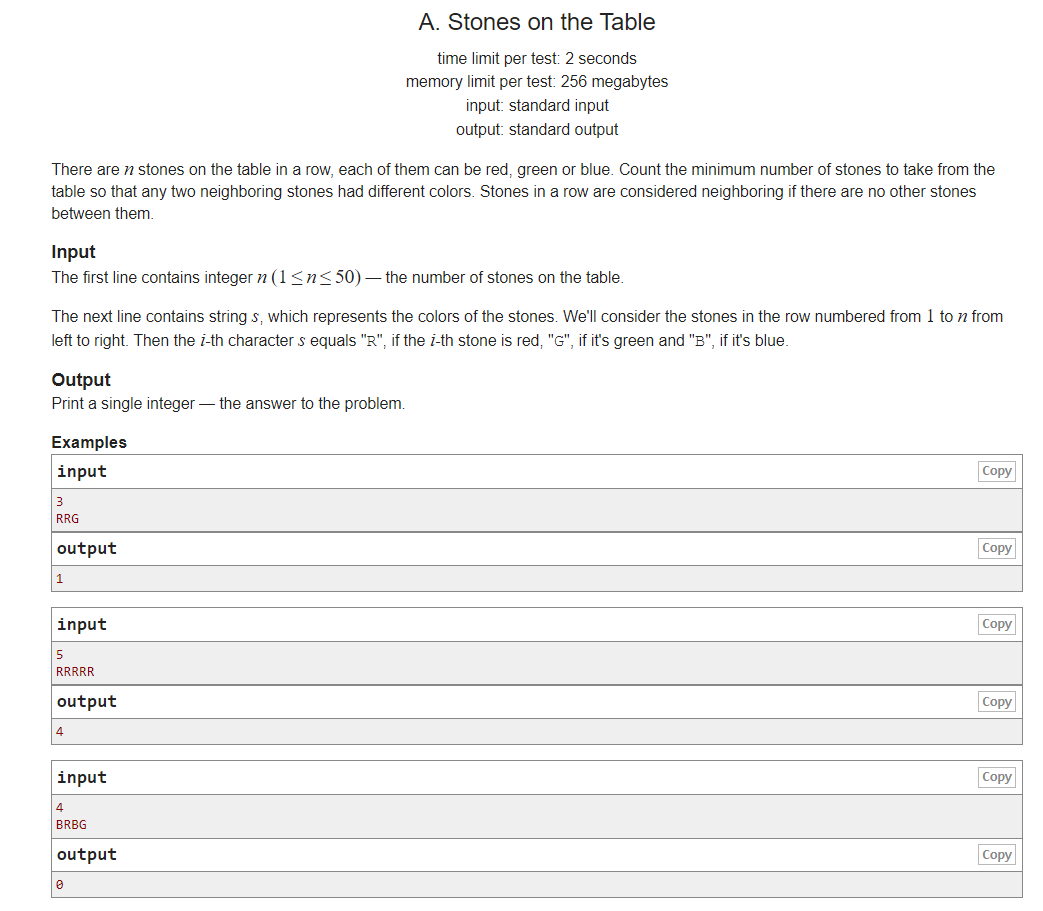 A. Stones on the Table
time limit per test: 2 seconds
memory limit per test: 256 megabytes
input: standard input
output: standard output
There are n stones on the table in a row, each of them can be red, green or blue. Count the minimum number of stones to take from the
table so that any two neighboring stones had different colors. Stones in a row are considered neighboring if there are no other stones
between them.
Input
The first line contains integer n (1 ≤ n ≤ 50) — the number of stones on the table.
The next line contains string s, which represents the colors of the stones. We'll consider the stones in the row numbered from 1 to n from
left to right. Then the i-th character s equals "R", if the i-th stone is red, "G", if it's green and "B", if it's blue.
Output
Print a single integer — the answer to the problem.
Examples
input Copy
3
RRG
output Copy
1
input Copy
5
RRRRR
output Copy
4
input Copy
4
BRBG
output Copy
0